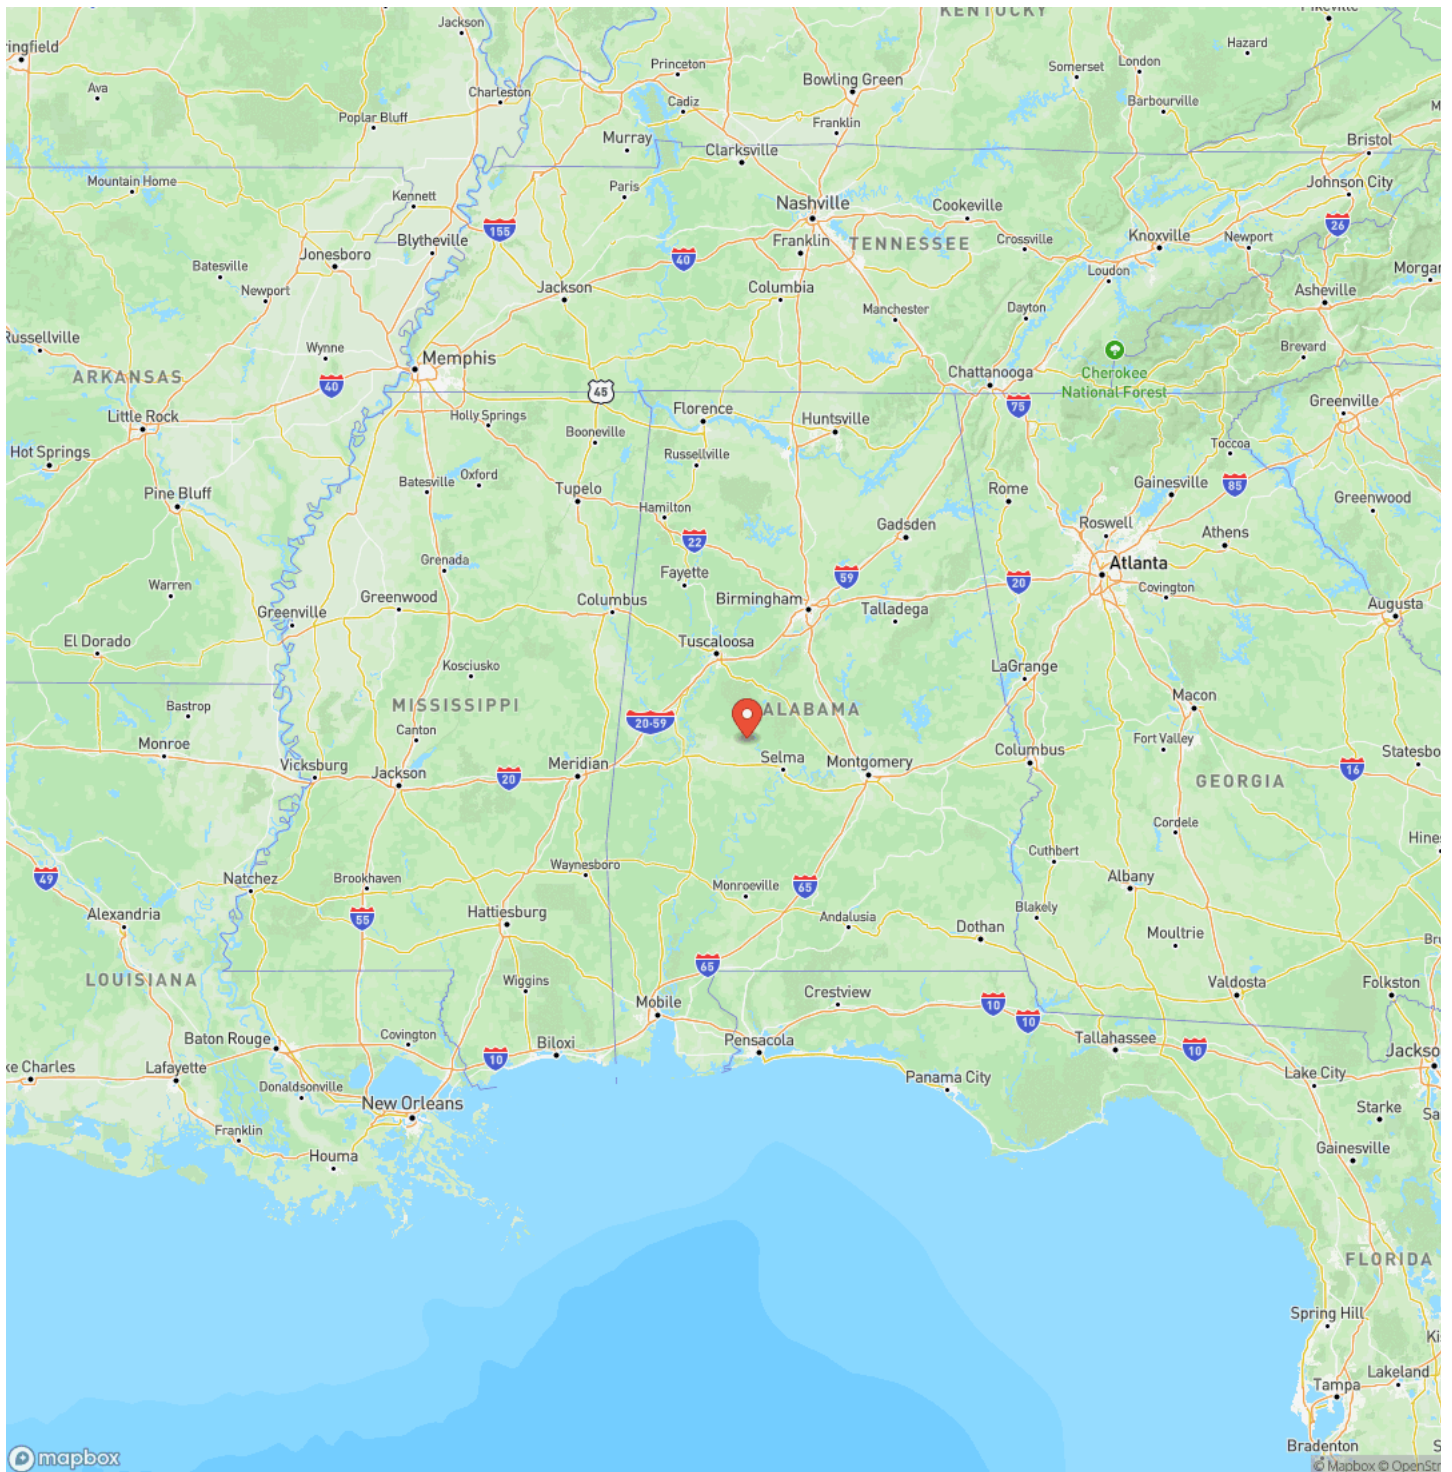 KENTUCKY
Pikeville
Jackson
ringfield
Hazard
Princeton
Somerset
London
Bowling Green
Ava
Charleston
Cadiz
Barbourville
Poplar Bluff
Franklin
Murray
Bristol
Clarksville
Mountain Home
Paris
Johnson City
Kennett
Nashville
Cookeville
155
26
Blytheville
Franklin
TENNESSEE
Crossville
Knoxville
Newport
Jonesboro
40
Batesville
Loudon
Morgan
Newport
Jackson
Columbia
Asheville
Manchester
Dayton
Russellville
Wynne
Memphis
Brevard
ARKANSAS
40
45
Chattanooga
Cherokee
National Forest
Little Rock
Holly Springs
Florence
Huntsville
75
Greenville
Booneville
Toccoa
Hot Springs
Russellville
Batesville
Oxford
Gainesville
85
Pine Bluff
Tupelo
Rome
Greenwood
Hamilton
Gadsden
Roswell
22
Athens
Grenada
Atlanta
Fayette
59
20
Warren
Covington
Greenwood
Columbus
Birmingham
Augusta
Greenville
Talladega
El Dorado
Tuscaloosa
Kosciusko
LaGrange
Macon
Bastrop
MISSISSIPPI
ALABAMA
20-59
Canton
Monroe
Fort Valley
Columbus
Statesbo
Vicksburg
Jackson
20
Meridian
Selma
Montgomery
16
GEORGIA
Cordele
Hines
Cuthbert
Waynesboro
49
Natchez
Brookhaven
Monroeville
65
Albany
Alexandria
55
Hattiesburg
Andalusia
Blakely
Dothan
Moultrie
Bru
65
LOUISIANA
Wiggins
Crestview
Valdosta
Folkston
Mobile
10
10
Baton Rouge
Covington
Biloxi
Pensacola
Tallahassee
10
Jackso
10
ke Charles
Lafayette
Panama City
Lake City
Donaldsonville
New Orleans
Starke
Sa
Franklin
Gainesville
Houma
FLORIDA
Spring Hill
Ki
Lakeland
Tampa
Bradenton
S
mapbox
© Mapbox © OpenStr